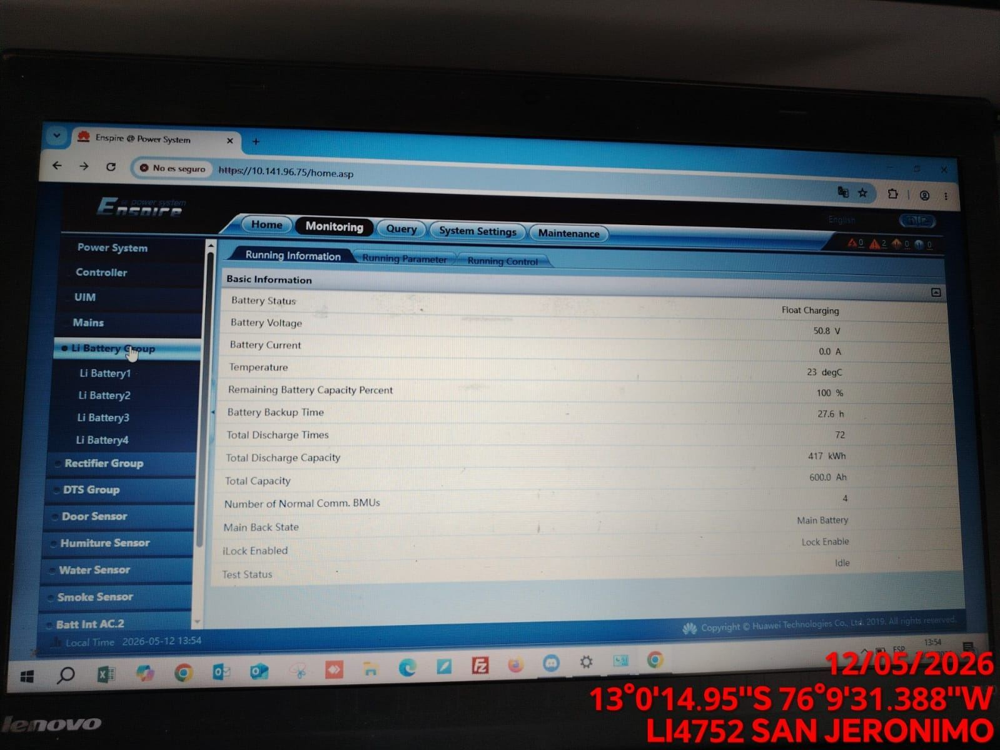 Enspire @ Power System
No es seguro https://10.141.96.75/home.asp
power system
Enspire
English
Home Monitoring Query System Settings Maintenance
0 2 0 0
Power System
Controller
UIM
Mains
Li Battery Group
Li Battery1
Li Battery2
Li Battery3
Li Battery4
Rectifier Group
DTS Group
Door Sensor
Humiture Sensor
Water Sensor
Smoke Sensor
Batt Int AC.2
Running Information Running Parameter Running Control
Basic Information
Battery Status Float Charging
Battery Voltage 50.8 V
Battery Current 0.0 A
Temperature 23 degC
Remaining Battery Capacity Percent 100 %
Battery Backup Time 27.6 h
Total Discharge Times 72
Total Discharge Capacity 417 kWh
Total Capacity 600.0 Ah
Number of Normal Comm. BMUs 4
Main Back State Main Battery
iLock Enabled Lock Enable
Test Status Idle
Copyright © Huawei Technologies Co., Ltd. 2019. All rights reserved.
Local Time 2026-05-12 13:54
ESP 13:54
lenovo
12/05/2026
13°0'14.95"S 76°9'31.388"W
LI4752 SAN JERONIMO